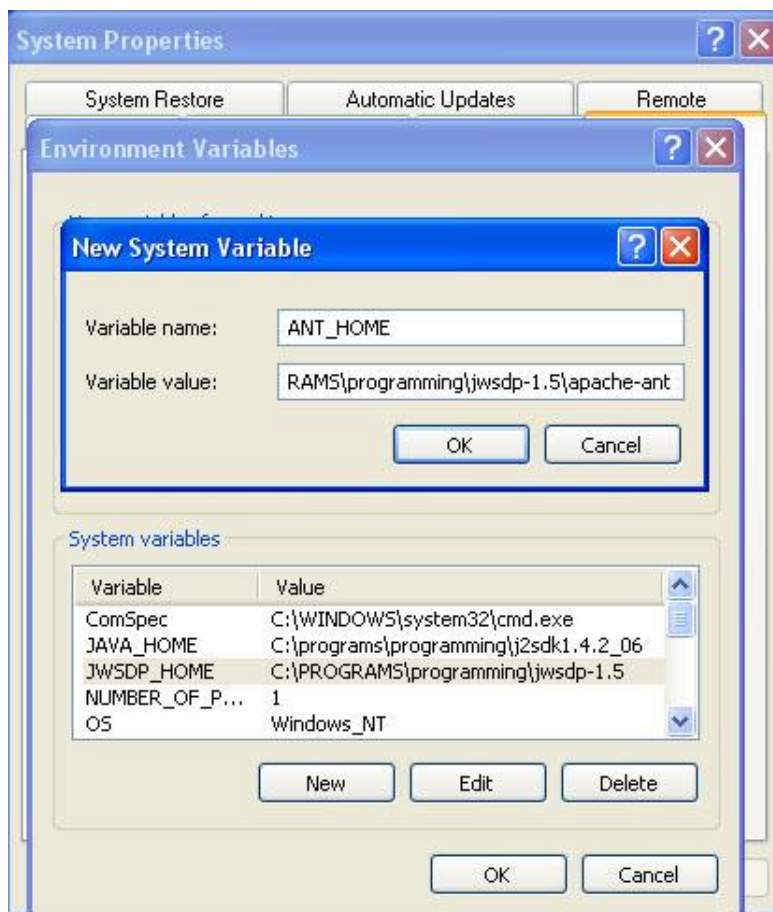 System Properties
System Restore Automatic Updates Remote
Environment Variables
New System Variable
Variable name: ANT_HOME
Variable value: RAMS\programming\jwsdp-1.5\apache-ant
OK Cancel
System variables
Variable Value
ComSpec C:\WINDOWS\system32\cmd.exe
JAVA_HOME C:\programs\programming\j2sdk1.4.2_06
JWSDP_HOME C:\PROGRAMS\programming\jwsdp-1.5
NUMBER_OF_P... 1
OS Windows_NT
New Edit Delete
OK Cancel